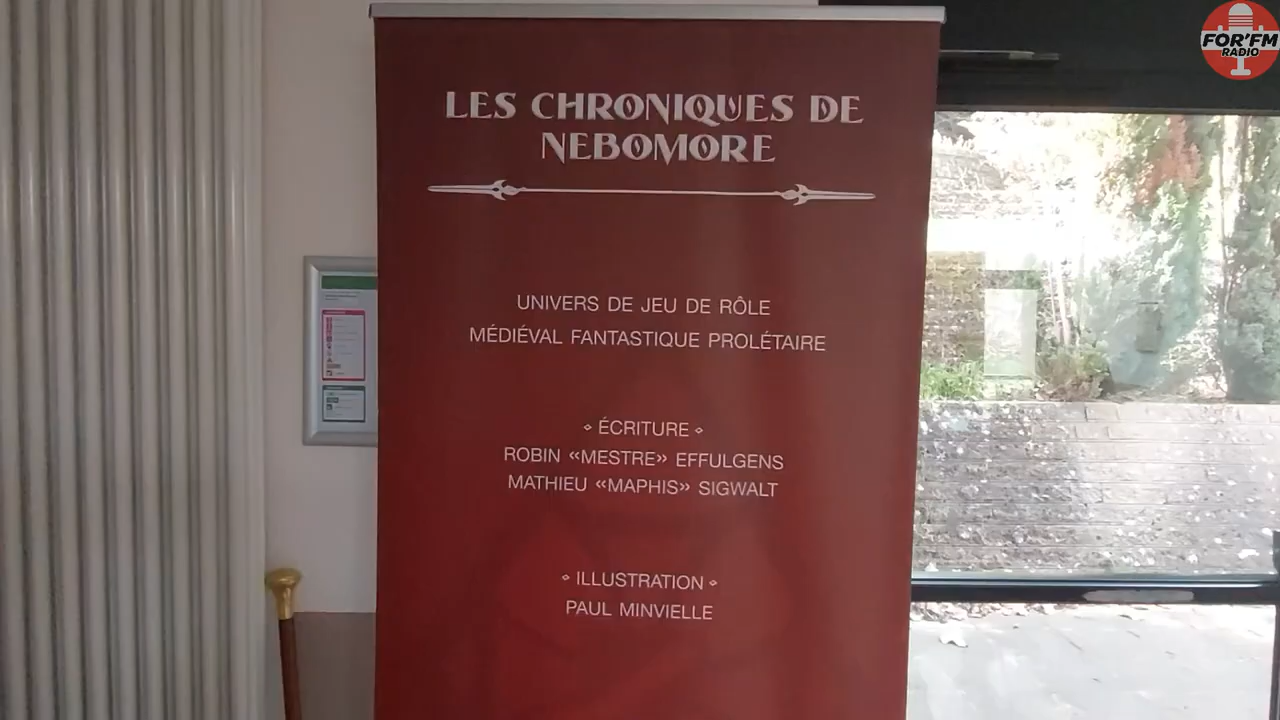 FOR'FM
RADIO
LES CHRONIQUES DE
NEBOMORE
UNIVERS DE JEU DE RÔLE
MÉDIÉVAL FANTASTIQUE PROLÉTAIRE
ÉCRITURE
ROBIN «MESTRE» EFFULGENS
MATHIEU «MAPHIS» SIGWALT
ILLUSTRATION
PAUL MINVIELLE